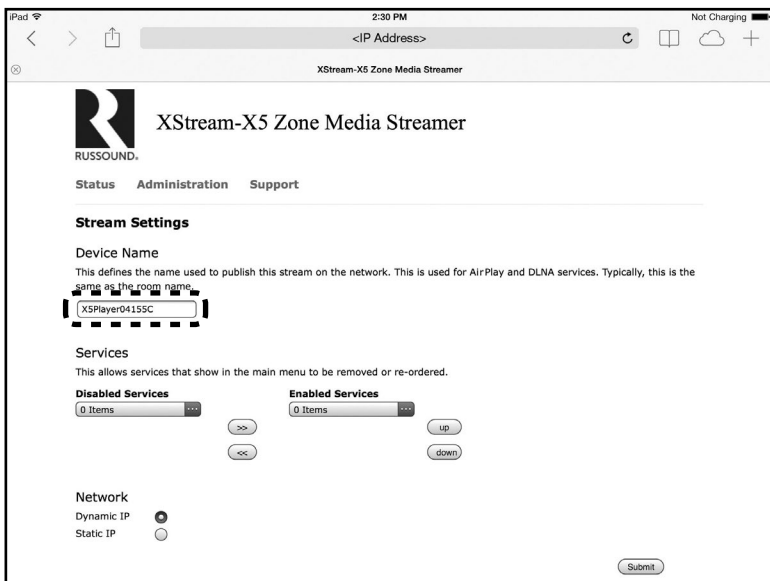 iPad 2:30 PM Not Charging
<IP Address>
XStream-X5 Zone Media Streamer
XStream-X5 Zone Media Streamer
RUSSOUND®
Status Administration Support
Stream Settings
Device Name
This defines the name used to publish this stream on the network. This is used for AirPlay and DLNA services. Typically, this is the
same as the room name.
X5Player04155C
Services
This allows services that show in the main menu to be removed or re-ordered.
Disabled Services Enabled Services
0 Items ... 0 Items ...
>> up
<< down
Network
Dynamic IP
Static IP
Submit